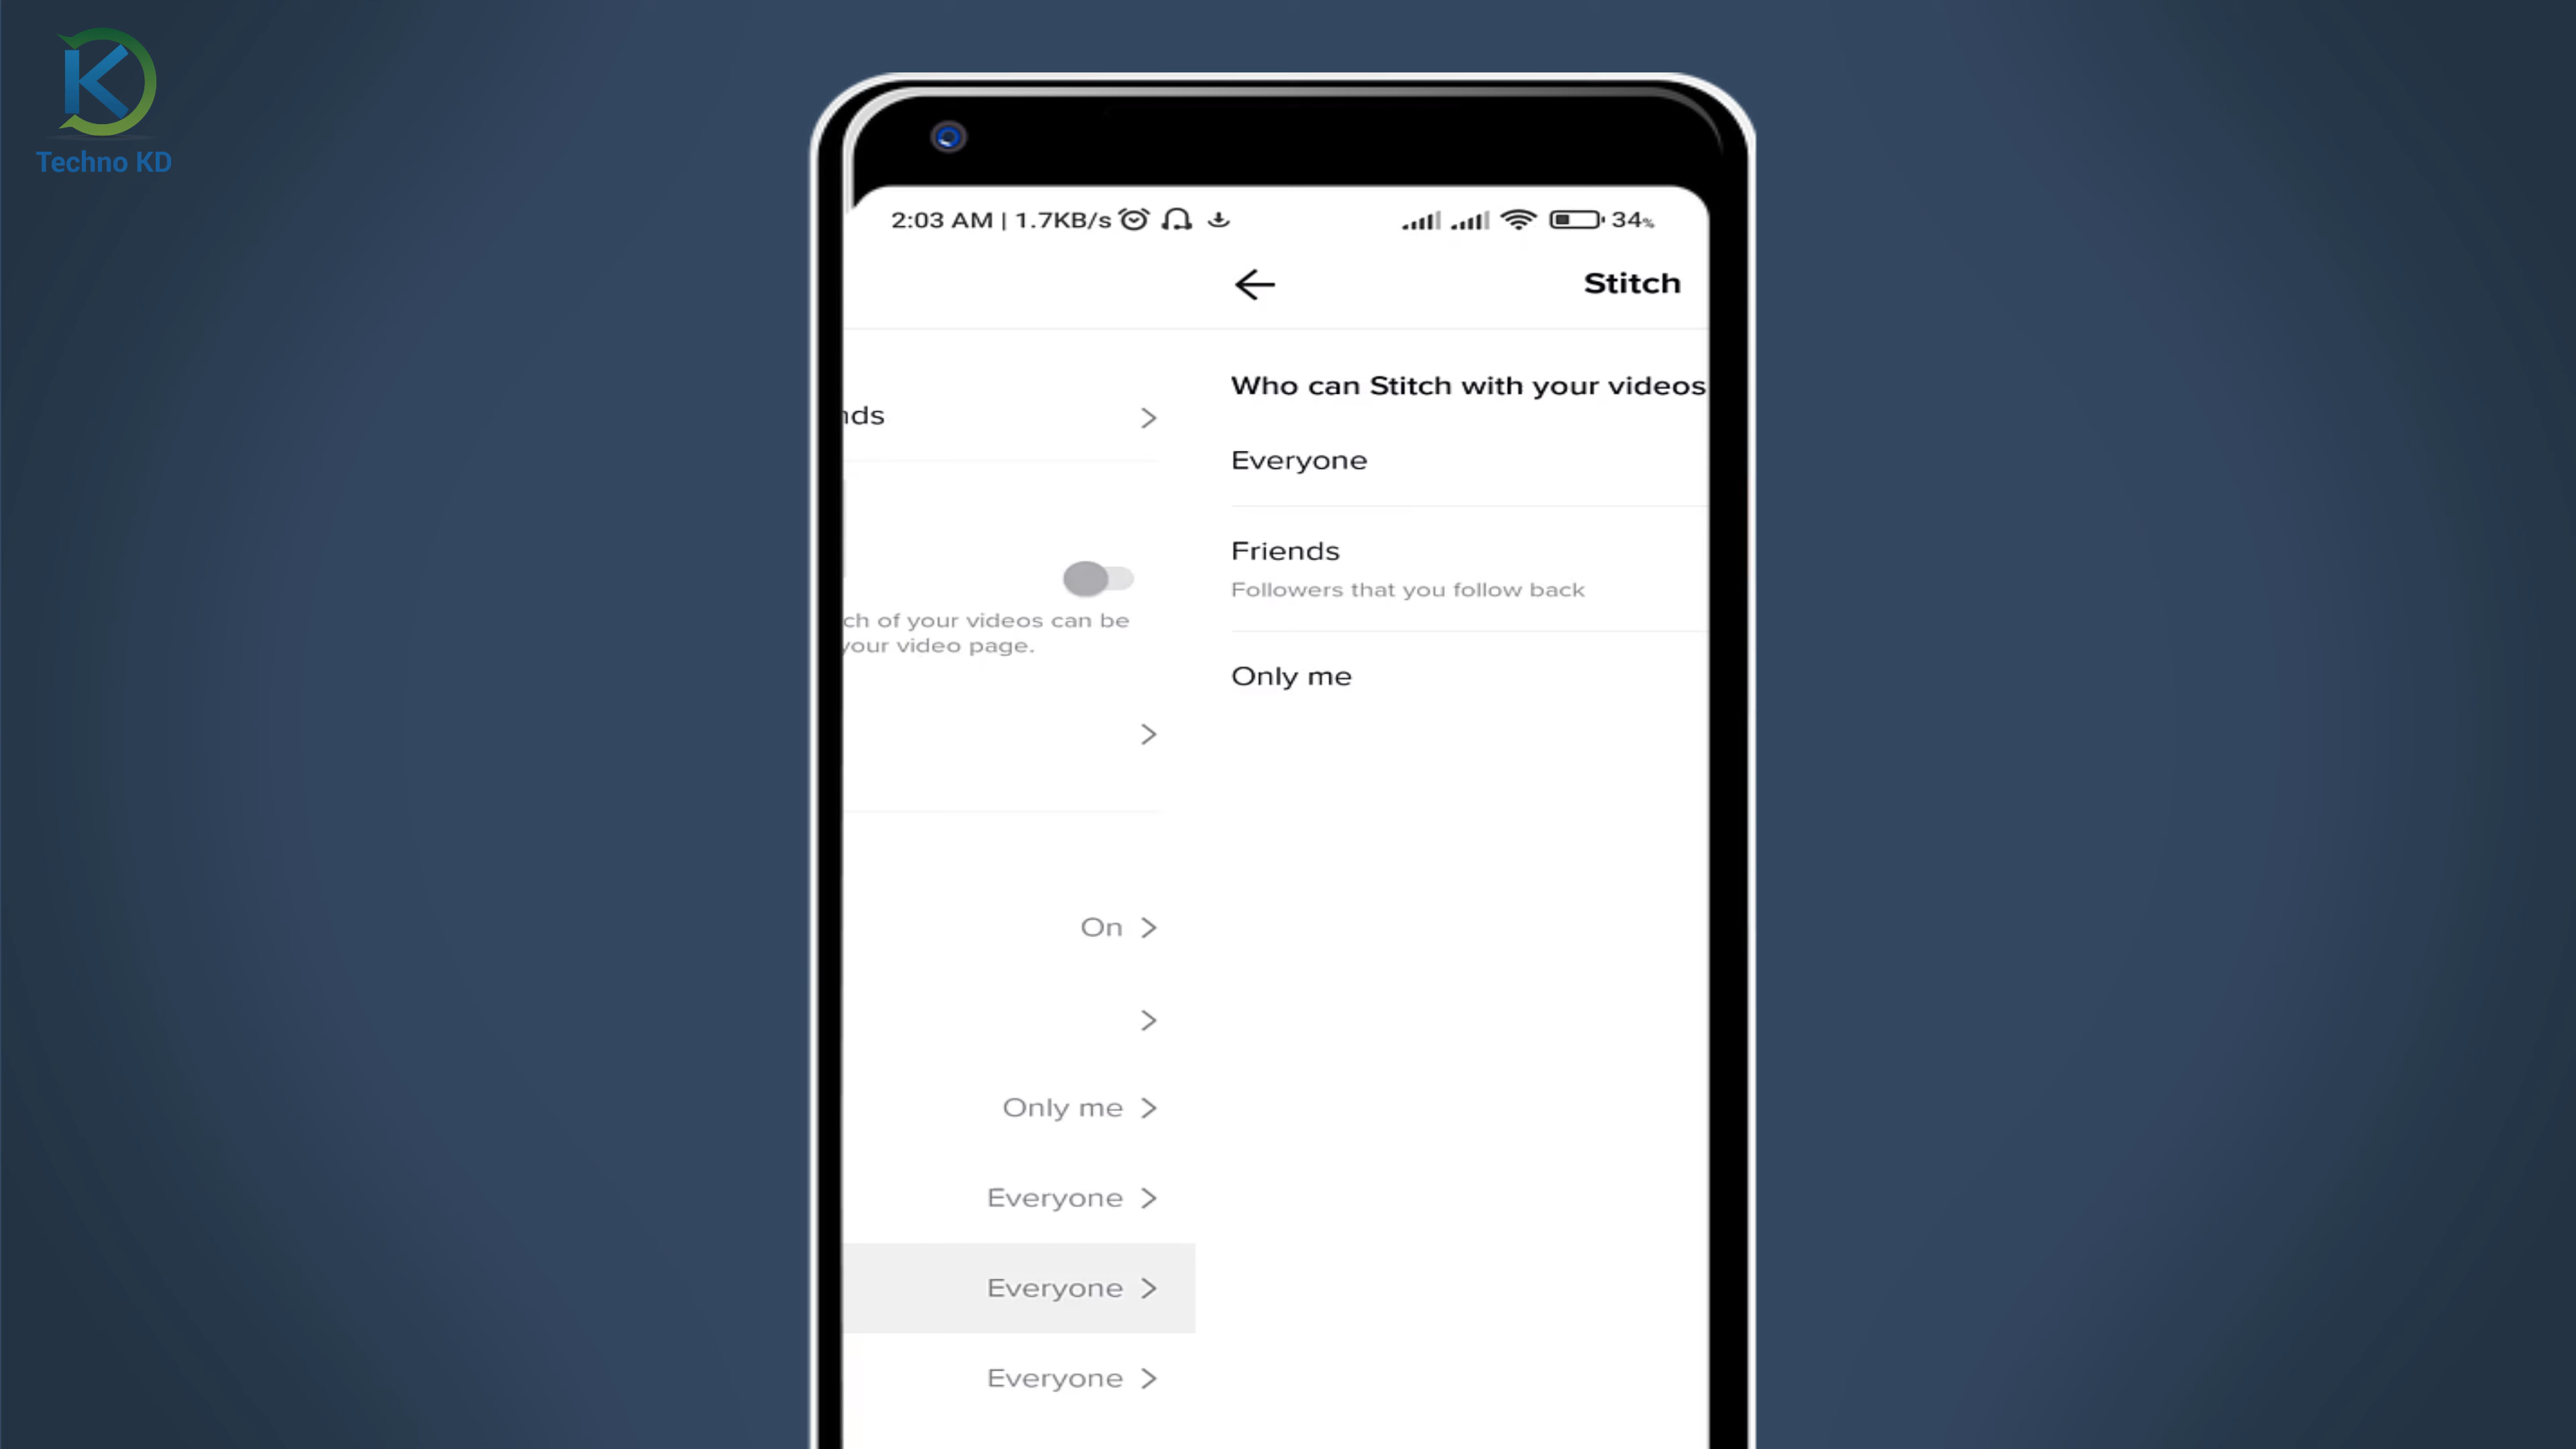 Techno KD
2:03 AM | 1.7KB/s
34%
Stitch
Who can Stitch with your videos
Everyone
Friends
Followers that you follow back
Only me
nds
ch of your videos can be
your video page.
On
Only me
Everyone
Everyone
Everyone